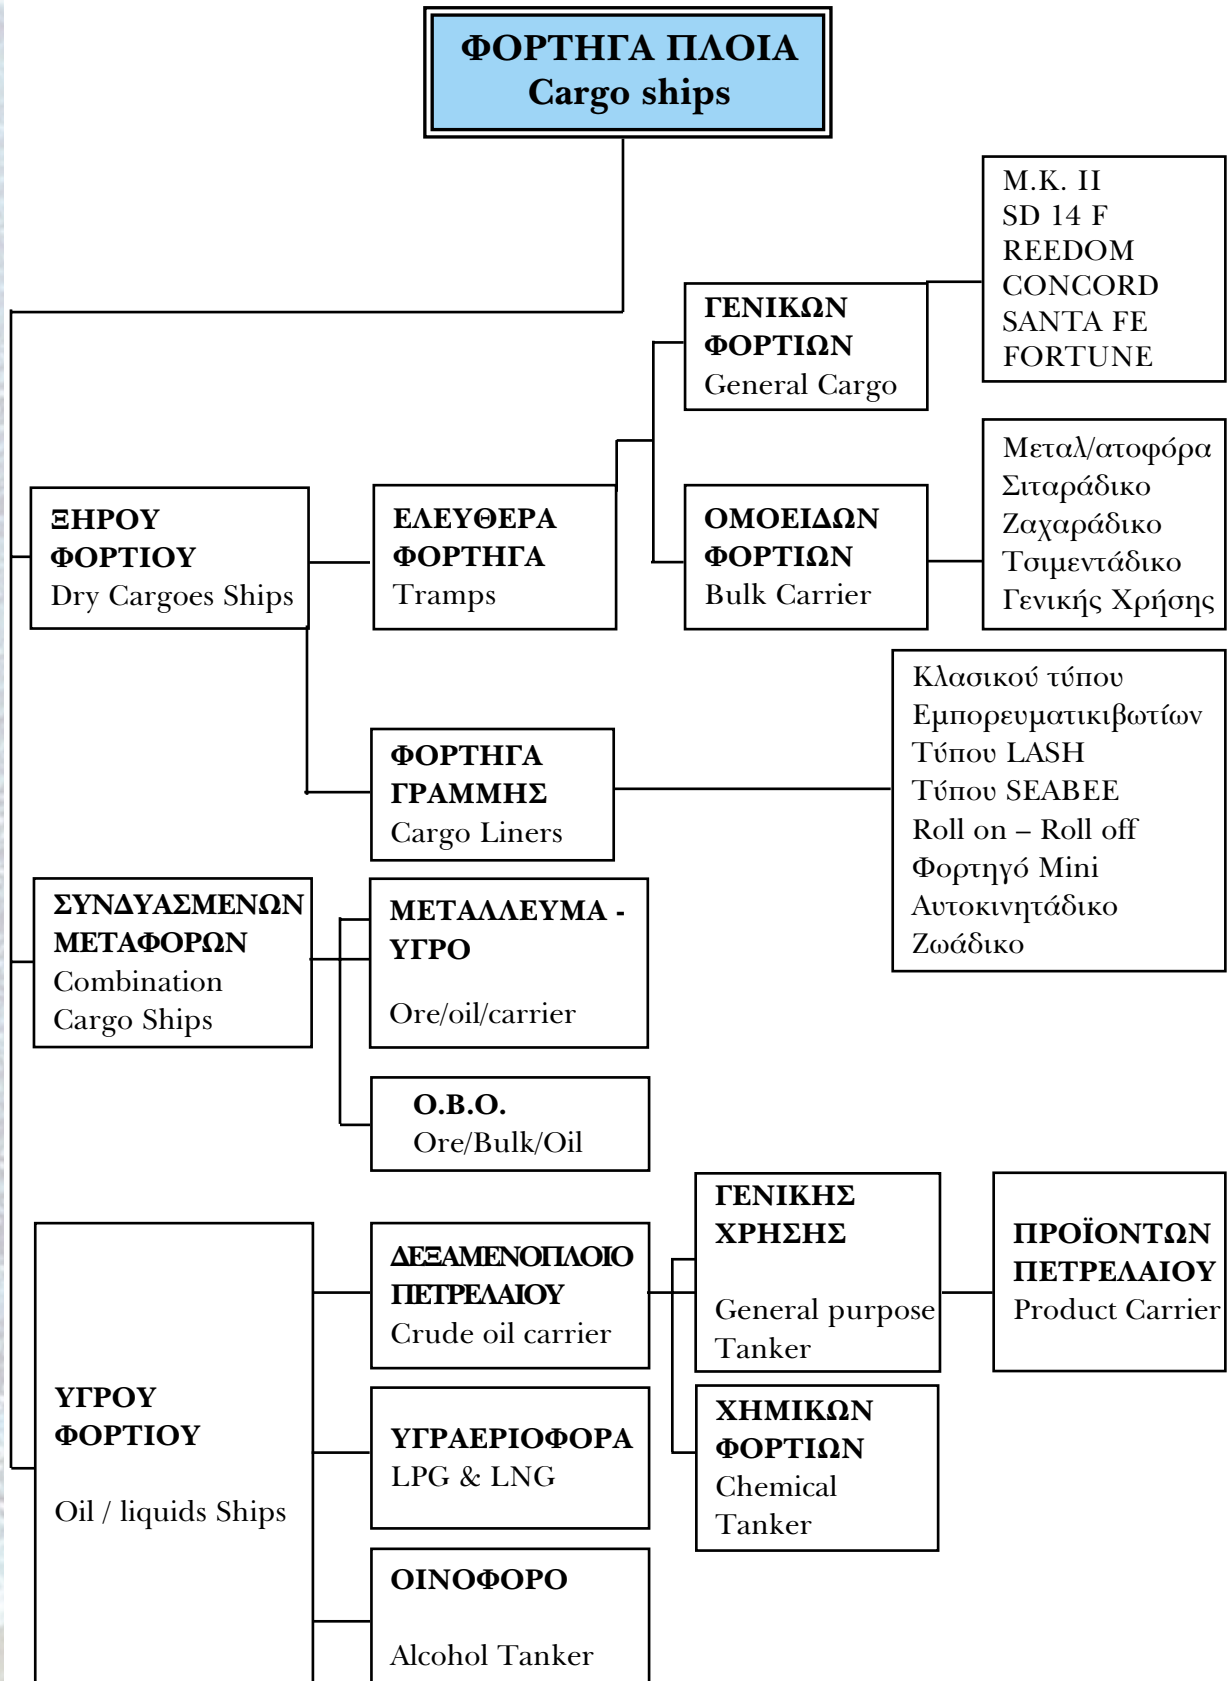 ΦΟΡΤΗΓΑ ΠΛΟΙΑ
Cargo ships
M.K. II
SD 14 F
REEDOM
CONCORD
SANTA FE
FORTUNE
ΓΕΝΙΚΩΝ
ΦΟΡΤΙΩΝ
General Cargo
ΞΗΡΟΥ
ΦΟΡΤΙΟΥ
Dry Cargoes Ships
ΕΛΕΥΘΕΡΑ
ΦΟΡΤΗΓΑ
Tramps
ΟΜΟΕΙΔΩΝ
ΦΟΡΤΙΩΝ
Bulk Carrier
Μεταλ/ατοφόρα
Σιταράδικο
Ζαχαράδικο
Τσιμεντάδικο
Γενικής Χρήσης
ΦΟΡΤΗΓΑ
ΓΡΑΜΜΗΣ
Cargo Liners
Κλασικού τύπου
Εμπορευματικιβωτίων
Τύπου LASH
Τύπου SEABEE
Roll on – Roll off
Φορτηγό Mini
Αυτοκινητάδικο
Ζωάδικο
ΣΥΝΔΥΑΣΜΕΝΩΝ
ΜΕΤΑΦΟΡΩΝ
Combination
Cargo Ships
ΜΕΤΑΛΛΕΥΜΑ -
ΥΓΡΟ
Ore/oil/carrier
O.B.O.
Ore/Bulk/Oil
ΥΓΡΟΥ
ΦΟΡΤΙΟΥ
Oil / liquids Ships
ΔΕΞΑΜΕΝΟΠΛΟΙΟ
ΠΕΤΡΕΛΑΙΟΥ
Crude oil carrier
ΓΕΝΙΚΗΣ
ΧΡΗΣΗΣ
General purpose
Tanker
ΠΡΟΪΟΝΤΩΝ
ΠΕΤΡΕΛΑΙΟΥ
Product Carrier
ΥΓΡΑΕΡΙΟΦΟΡΑ
LPG & LNG
ΧΗΜΙΚΩΝ
ΦΟΡΤΙΩΝ
Chemical
Tanker
ΟΙΝΟΦΟΡΟ
Alcohol Tanker